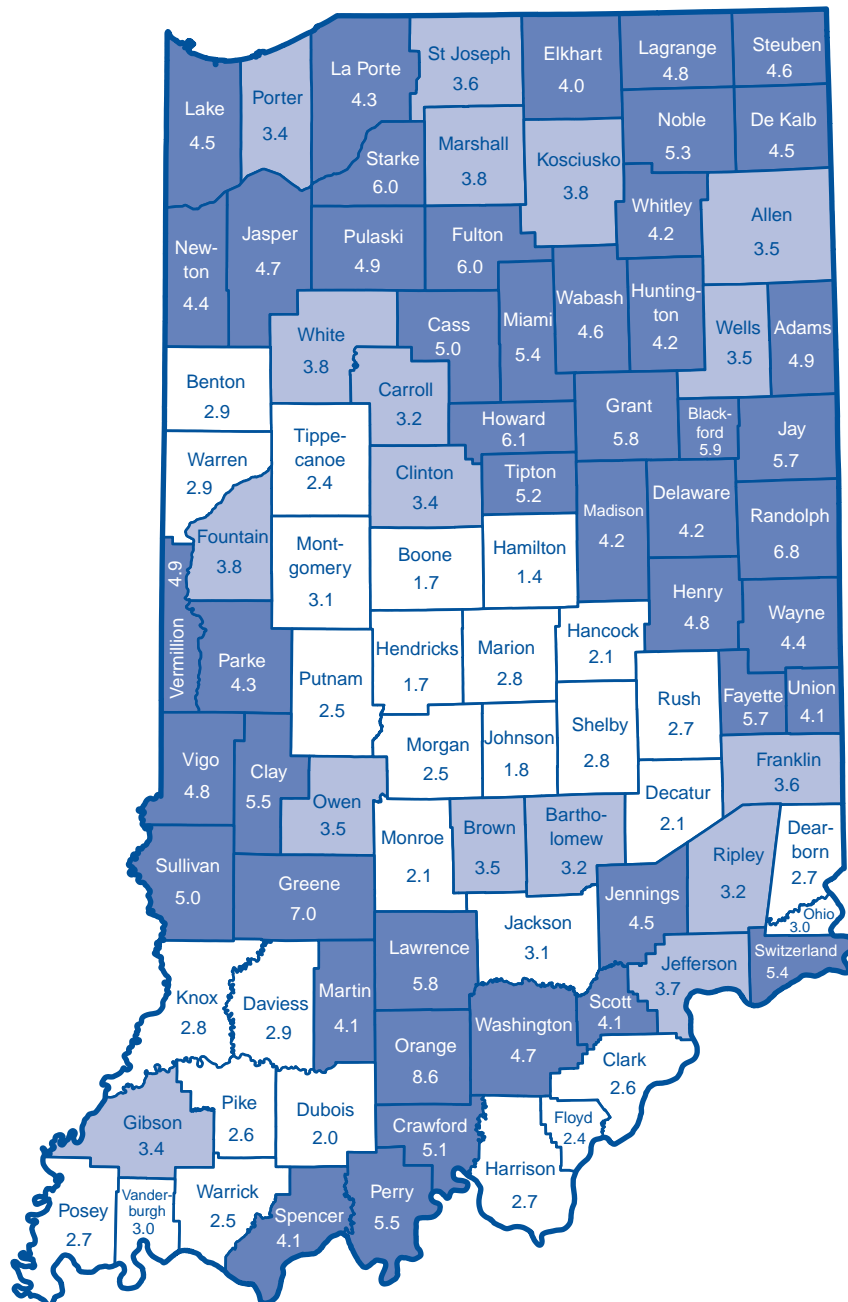 St Joseph
3.6
Elkhart
4.0
Lagrange
4.8
Steuben
4.6
La Porte
4.3
Porter
3.4
Lake
4.5
Noble
5.3
De Kalb
4.5
Marshall
3.8
Starke
6.0
Kosciusko
3.8
Whitley
4.2
Allen
3.5
New-
ton
4.4
Jasper
4.7
Pulaski
4.9
Fulton
6.0
Miami
5.4
Wabash
4.6
Hunting-
ton
4.2
Wells
3.5
Adams
4.9
White
3.8
Cass
5.0
Benton
2.9
Carroll
3.2
Howard
6.1
Grant
5.8
Black-
ford
5.9
Jay
5.7
Tippe-
canoe
2.4
Warren
2.9
Clinton
3.4
Tipton
5.2
Madison
4.2
Delaware
4.2
Randolph
6.8
Fountain
3.8
Mont-
gomery
3.1
Boone
1.7
Hamilton
1.4
Vermillion
4.9
Henry
4.8
Wayne
4.4
Parke
4.3
Putnam
2.5
Hendricks
1.7
Marion
2.8
Hancock
2.1
Rush
2.7
Fayette
5.7
Union
4.1
Vigo
4.8
Clay
5.5
Morgan
2.5
Johnson
1.8
Shelby
2.8
Franklin
3.6
Owen
3.5
Decatur
2.1
Monroe
2.1
Brown
3.5
Bartho-
lomew
3.2
Dear-
born
2.7
Sullivan
5.0
Greene
7.0
Jennings
4.5
Ripley
3.2
Ohio
3.0
Jackson
3.1
Lawrence
5.8
Switzerland
5.4
Jefferson
3.7
Knox
2.8
Daviess
2.9
Martin
4.1
Scott
4.1
Washington
4.7
Orange
8.6
Clark
2.6
Gibson
3.4
Pike
2.6
Dubois
2.0
Crawford
5.1
Floyd
2.4
Harrison
2.7
Posey
2.7
Vander-
burgh
3.0
Warrick
2.5
Spencer
4.1
Perry
5.5